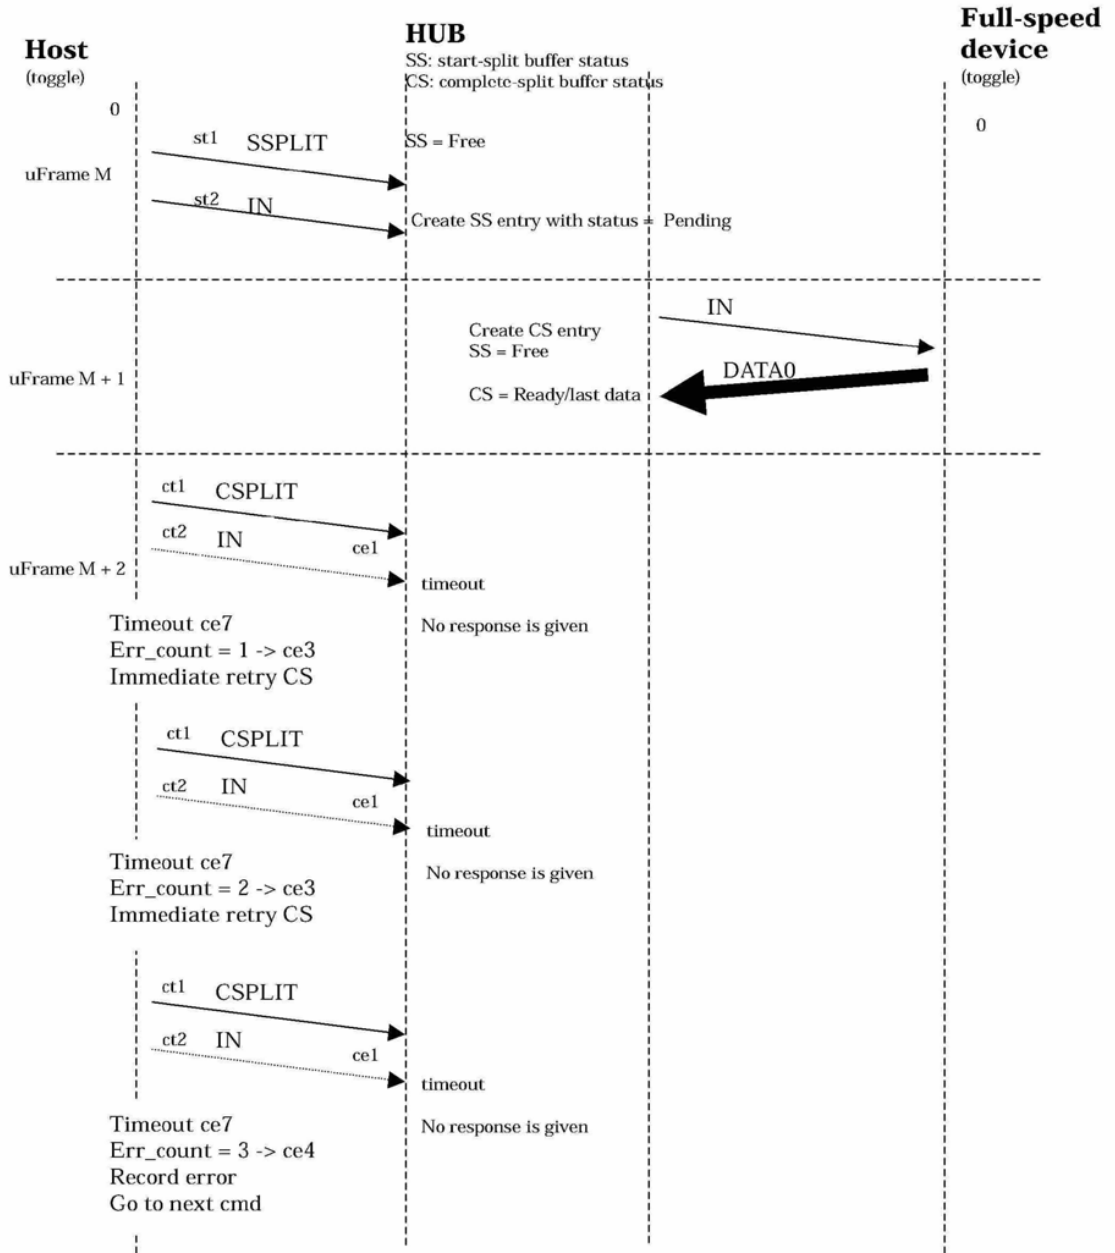 Host
(toggle)
0
HUB
SS: start-split buffer status
CS: complete-split buffer status
Full-speed
device
(toggle)
0
uFrame M
st1 SSPLIT
SS = Free
st2 IN
Create SS entry with status = Pending
uFrame M + 1
Create CS entry
SS = Free
IN
DATA0
CS = Ready/last data
uFrame M + 2
ct1 CSPLIT
ct2 IN ce1
timeout
No response is given
Timeout ce7
Err_count = 1 -> ce3
Immediate retry CS
ct1 CSPLIT
ct2 IN ce1
timeout
No response is given
Timeout ce7
Err_count = 2 -> ce3
Immediate retry CS
ct1 CSPLIT
ct2 IN ce1
timeout
No response is given
Timeout ce7
Err_count = 3 -> ce4
Record error
Go to next cmd